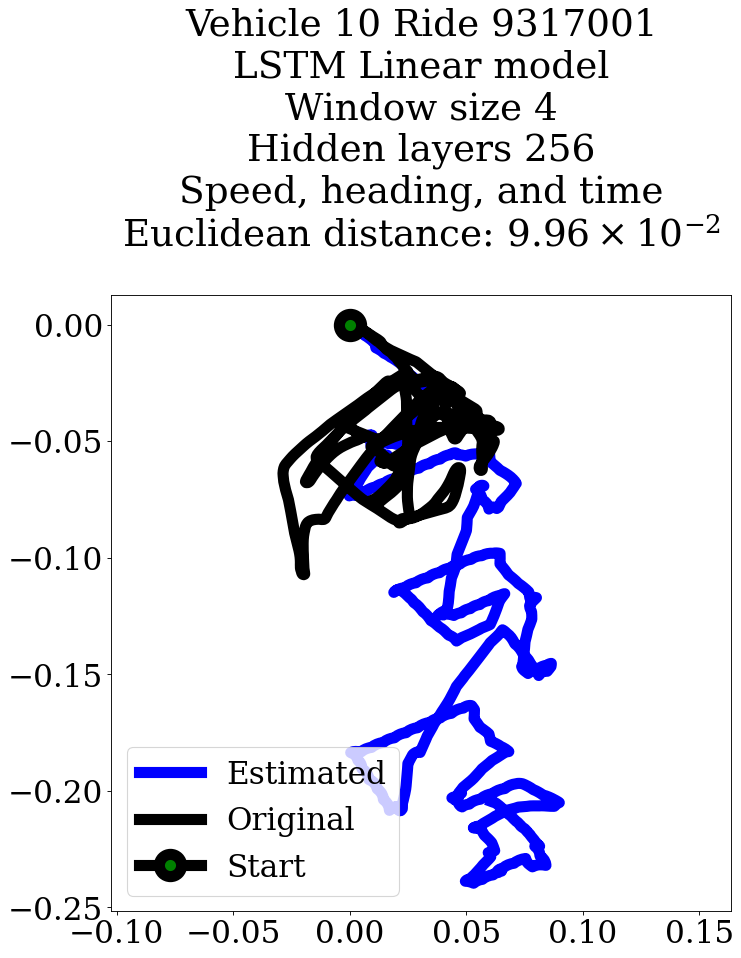 Vehicle 10 Ride 9317001
LSTM Linear model
Window size 4
Hidden layers 256
Speed, heading, and time
Euclidean distance: 9.96 × 10⁻²
0.00
−0.05
−0.10
−0.15
−0.20
−0.25
Estimated
Original
Start
−0.10 −0.05 0.00 0.05 0.10 0.15